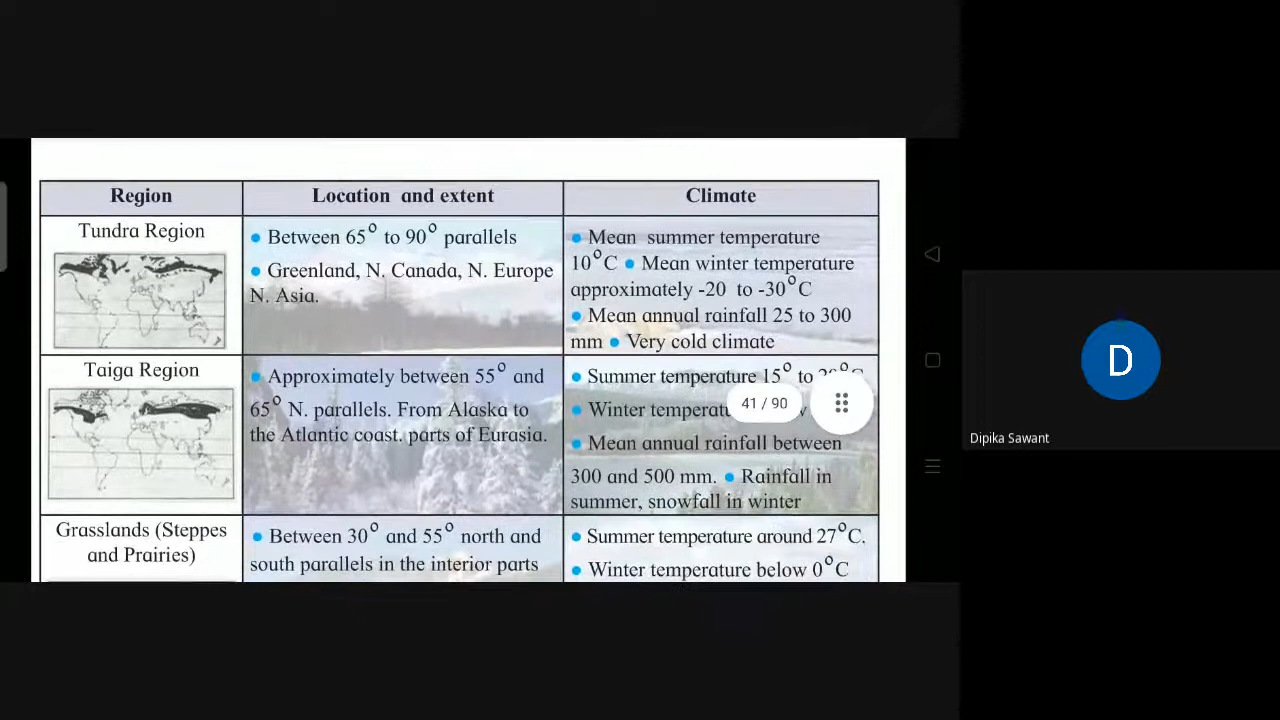 Region
Location and extent
Climate
Tundra Region
• Between 65° to 90° parallels
• Greenland, N. Canada, N. Europe
N. Asia.
• Mean summer temperature
10°C • Mean winter temperature
approximately -20 to -30°C
• Mean annual rainfall 25 to 300
mm • Very cold climate
Taiga Region
• Approximately between 55° and
65° N. parallels. From Alaska to
the Atlantic coast. parts of Eurasia.
• Summer temperature 15° to
• Winter
• Mean annual rainfall between
300 and 500 mm. • Rainfall in
summer, snowfall in winter
41 / 90
Grasslands (Steppes
and Prairies)
• Between 30° and 55° north and
south parallels in the interior parts
• Summer temperature around 27°C.
• Winter temperature below 0°C
D
Dipika Sawant